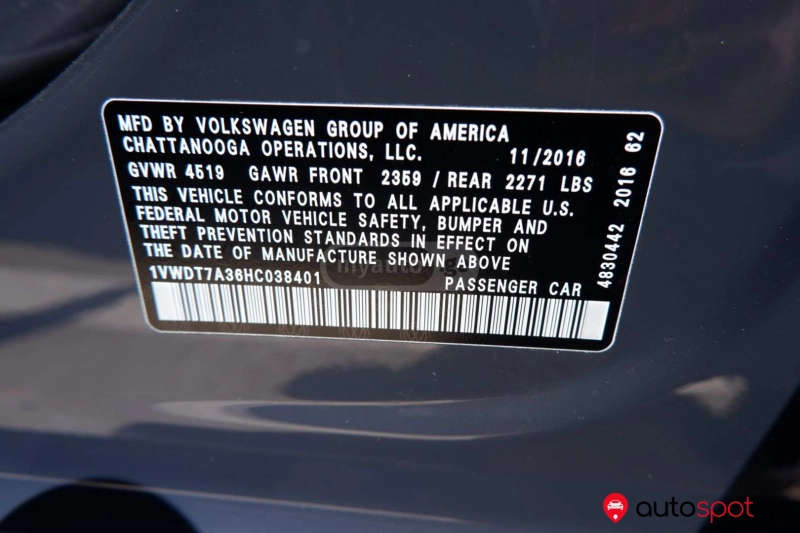 MFD BY VOLKSWAGEN GROUP OF AMERICA
CHATTANOOGA OPERATIONS, LLC. 11/2016
GVWR 4519 GAWR FRONT 2359 / REAR 2271 LBS
THIS VEHICLE CONFORMS TO ALL APPLICABLE U.S.
FEDERAL MOTOR VEHICLE SAFETY, BUMPER AND
THEFT PREVENTION STANDARDS IN EFFECT ON
THE DATE OF MANUFACTURE SHOWN ABOVE
1VWDT7A36HC038401 PASSENGER CAR
4830442 2016 62
myauto
autospot